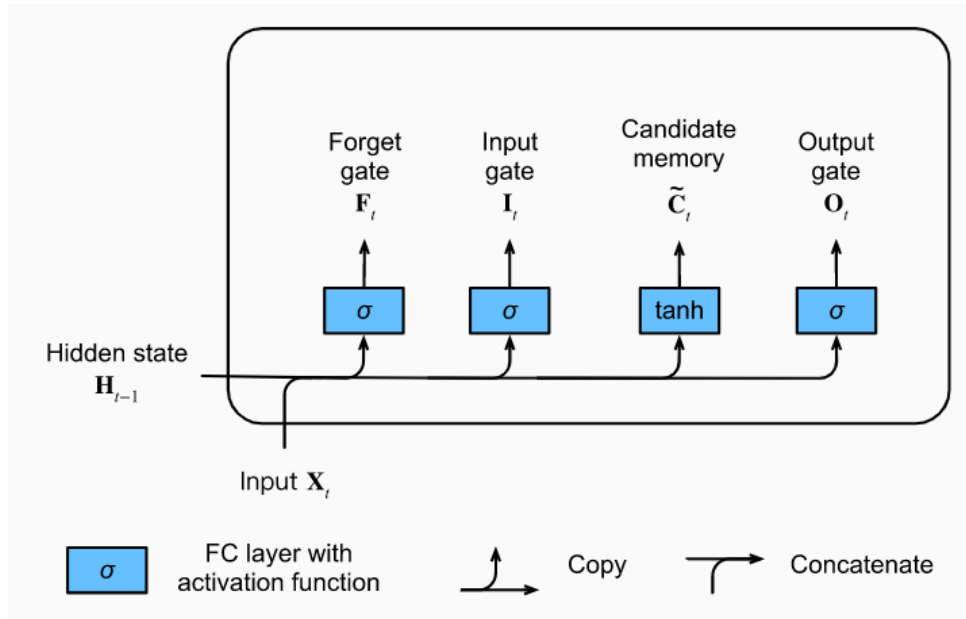 Forget
gate
F_t
Input
gate
I_t
Candidate
memory
C̃_t
Output
gate
O_t
σ
σ
tanh
σ
Hidden state
H_{t−1}
Input X_t
σ
FC layer with
activation function
Copy
Concatenate